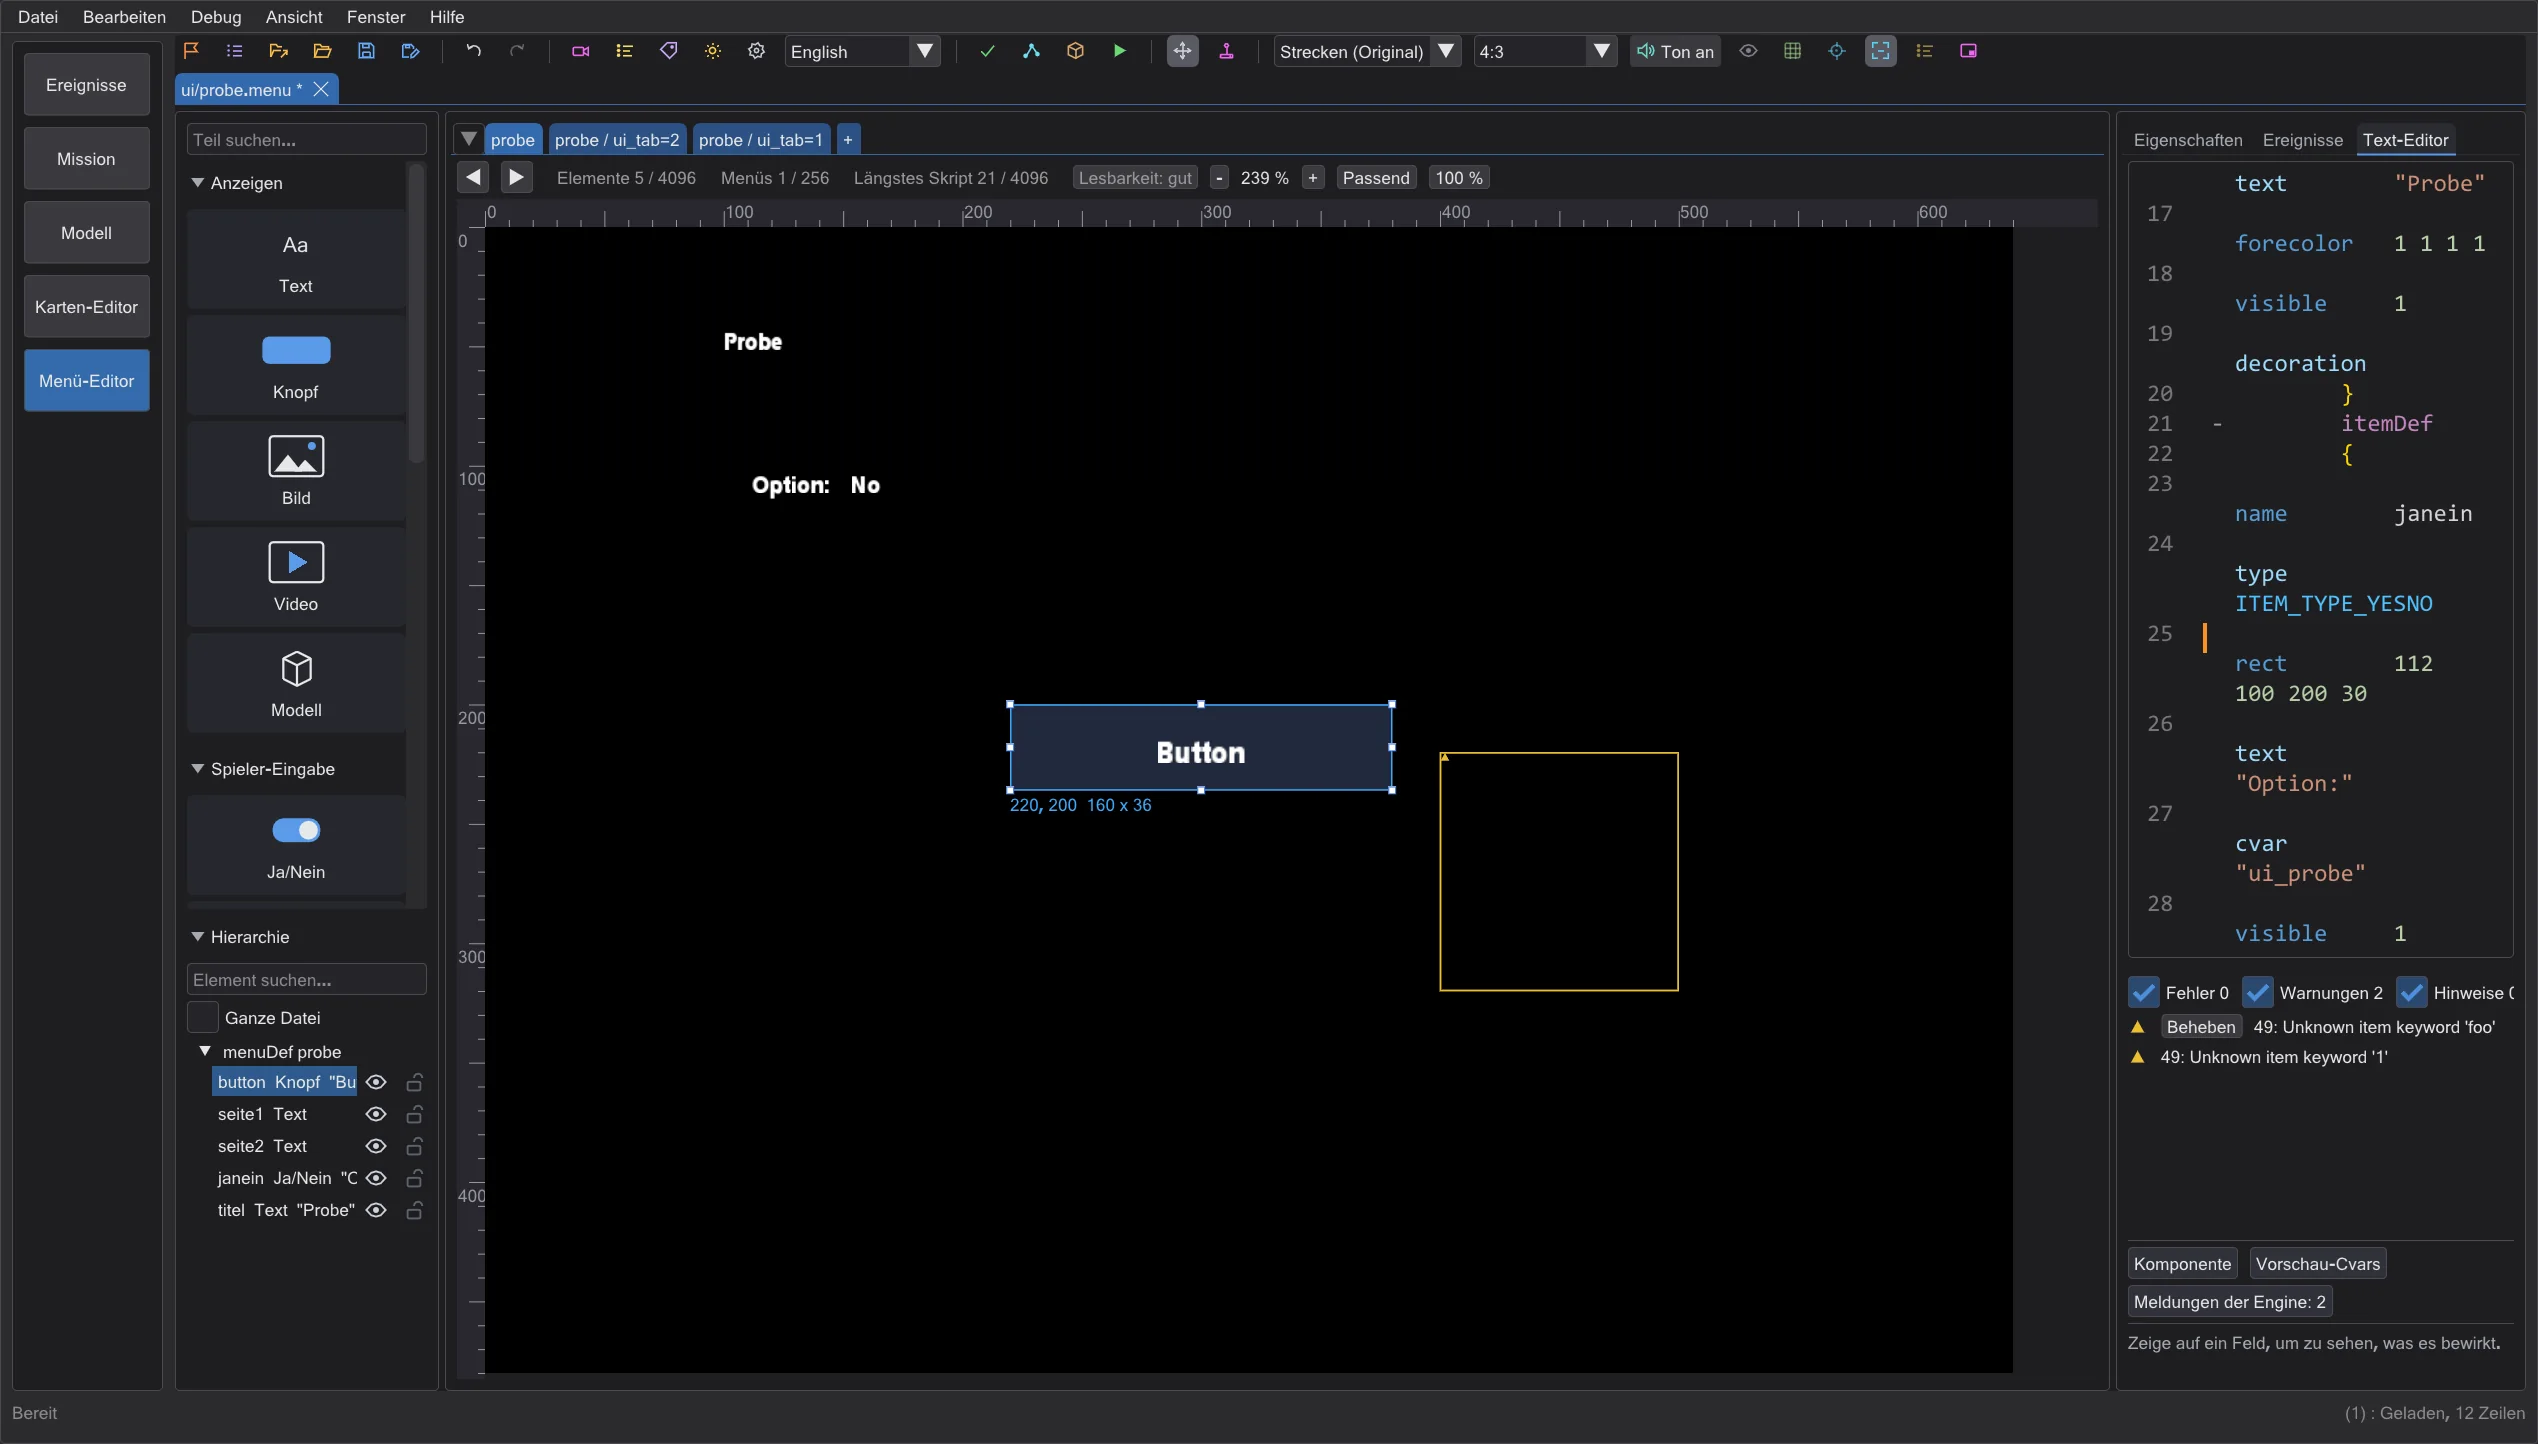 Datei Bearbeiten Debug Ansicht Fenster Hilfe
English Strecken (Original) 4:3 Ton an
ui/probe.menu *
Ereignisse
Mission
Modell
Karten-Editor
Menü-Editor
Teil suchen...
Anzeigen
Aa
Text
Knopf
Bild
Video
Modell
Spieler-Eingabe
Ja/Nein
Hierarchie
Element suchen...
Ganze Datei
menuDef probe
button Knopf "Bu
seite1 Text
seite2 Text
janein Ja/Nein "C
titel Text "Probe"
probe probe / ui_tab=2 probe / ui_tab=1 +
Elemente 5 / 4096 Menüs 1 / 256 Längstes Skript 21 / 4096 Lesbarkeit: gut - 239 % + Passend 100 %
0 100 200 300 400 500 600
0
100
200
300
400
Probe
Option: No
Button
220, 200 160 x 36
Eigenschaften Ereignisse Text-Editor
text "Probe"
17
forecolor 1 1 1 1
18
visible 1
19
decoration
20 }
21 - itemDef
22 {
23
name janein
24
type
ITEM_TYPE_YESNO
25
rect 112
100 200 30
26
text
"Option:"
27
cvar
"ui_probe"
28
visible 1
Fehler 0 Warnungen 2 Hinweise 0
Beheben 49: Unknown item keyword 'foo'
49: Unknown item keyword '1'
Komponente Vorschau-Cvars
Meldungen der Engine: 2
Zeige auf ein Feld, um zu sehen, was es bewirkt.
Bereit (1) : Geladen, 12 Zeilen